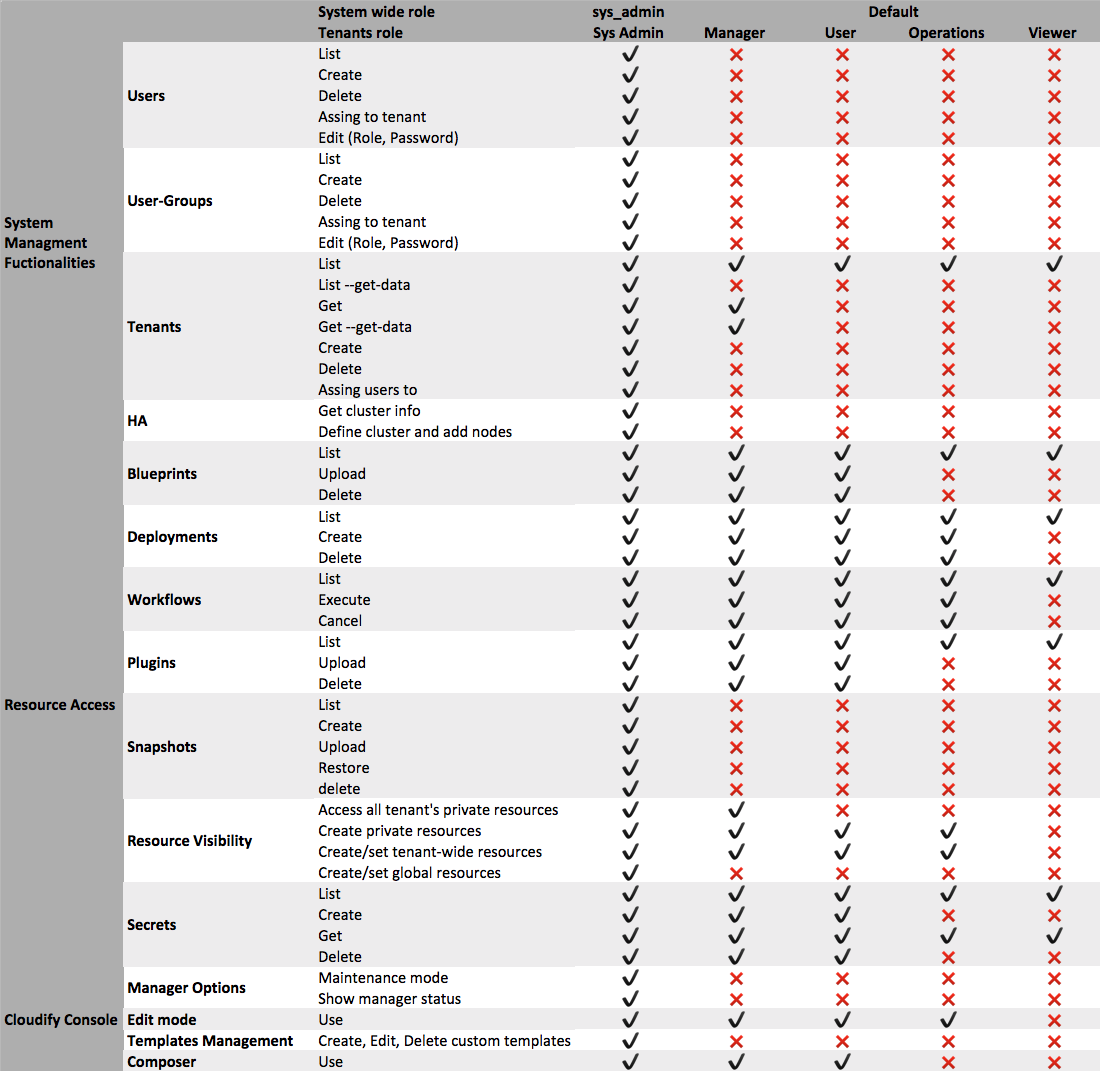 System wide role sys_admin Default
Tenants role Sys Admin Manager User Operations Viewer
System
Managment
Fuctionalities
Users
List ✓ ✗ ✗ ✗ ✗
Create ✓ ✗ ✗ ✗ ✗
Delete ✓ ✗ ✗ ✗ ✗
Assing to tenant ✓ ✗ ✗ ✗ ✗
Edit (Role, Password) ✓ ✗ ✗ ✗ ✗
User-Groups
List ✓ ✗ ✗ ✗ ✗
Create ✓ ✗ ✗ ✗ ✗
Delete ✓ ✗ ✗ ✗ ✗
Assing to tenant ✓ ✗ ✗ ✗ ✗
Edit (Role, Password) ✓ ✗ ✗ ✗ ✗
Tenants
List ✓ ✓ ✓ ✓ ✓
List --get-data ✓ ✗ ✗ ✗ ✗
Get ✓ ✓ ✗ ✗ ✗
Get --get-data ✓ ✓ ✗ ✗ ✗
Create ✓ ✗ ✗ ✗ ✗
Delete ✓ ✗ ✗ ✗ ✗
Assing users to ✓ ✗ ✗ ✗ ✗
HA
Get cluster info ✓ ✗ ✗ ✗ ✗
Define cluster and add nodes ✓ ✗ ✗ ✗ ✗
Resource Access
Blueprints
List ✓ ✓ ✓ ✓ ✓
Upload ✓ ✓ ✓ ✗ ✗
Delete ✓ ✓ ✓ ✗ ✗
Deployments
List ✓ ✓ ✓ ✓ ✓
Create ✓ ✓ ✓ ✓ ✗
Delete ✓ ✓ ✓ ✓ ✗
Workflows
List ✓ ✓ ✓ ✓ ✓
Execute ✓ ✓ ✓ ✓ ✗
Cancel ✓ ✓ ✓ ✓ ✗
Plugins
List ✓ ✓ ✓ ✓ ✓
Upload ✓ ✓ ✓ ✗ ✗
Delete ✓ ✓ ✓ ✗ ✗
Snapshots
List ✓ ✗ ✗ ✗ ✗
Create ✓ ✗ ✗ ✗ ✗
Upload ✓ ✗ ✗ ✗ ✗
Restore ✓ ✗ ✗ ✗ ✗
delete ✓ ✗ ✗ ✗ ✗
Resource Visibility
Access all tenant's private resources ✓ ✓ ✗ ✗ ✗
Create private resources ✓ ✓ ✓ ✓ ✗
Create/set tenant-wide resources ✓ ✓ ✓ ✓ ✗
Create/set global resources ✓ ✗ ✗ ✗ ✗
Secrets
List ✓ ✓ ✓ ✓ ✓
Create ✓ ✓ ✓ ✗ ✗
Get ✓ ✓ ✓ ✓ ✓
Delete ✓ ✓ ✓ ✗ ✗
Manager Options
Maintenance mode ✓ ✗ ✗ ✗ ✗
Show manager status ✓ ✗ ✗ ✗ ✗
Cloudify Console
Edit mode Use ✓ ✓ ✓ ✓ ✗
Templates Management Create, Edit, Delete custom templates ✓ ✗ ✗ ✗ ✗
Composer Use ✓ ✓ ✓ ✗ ✗